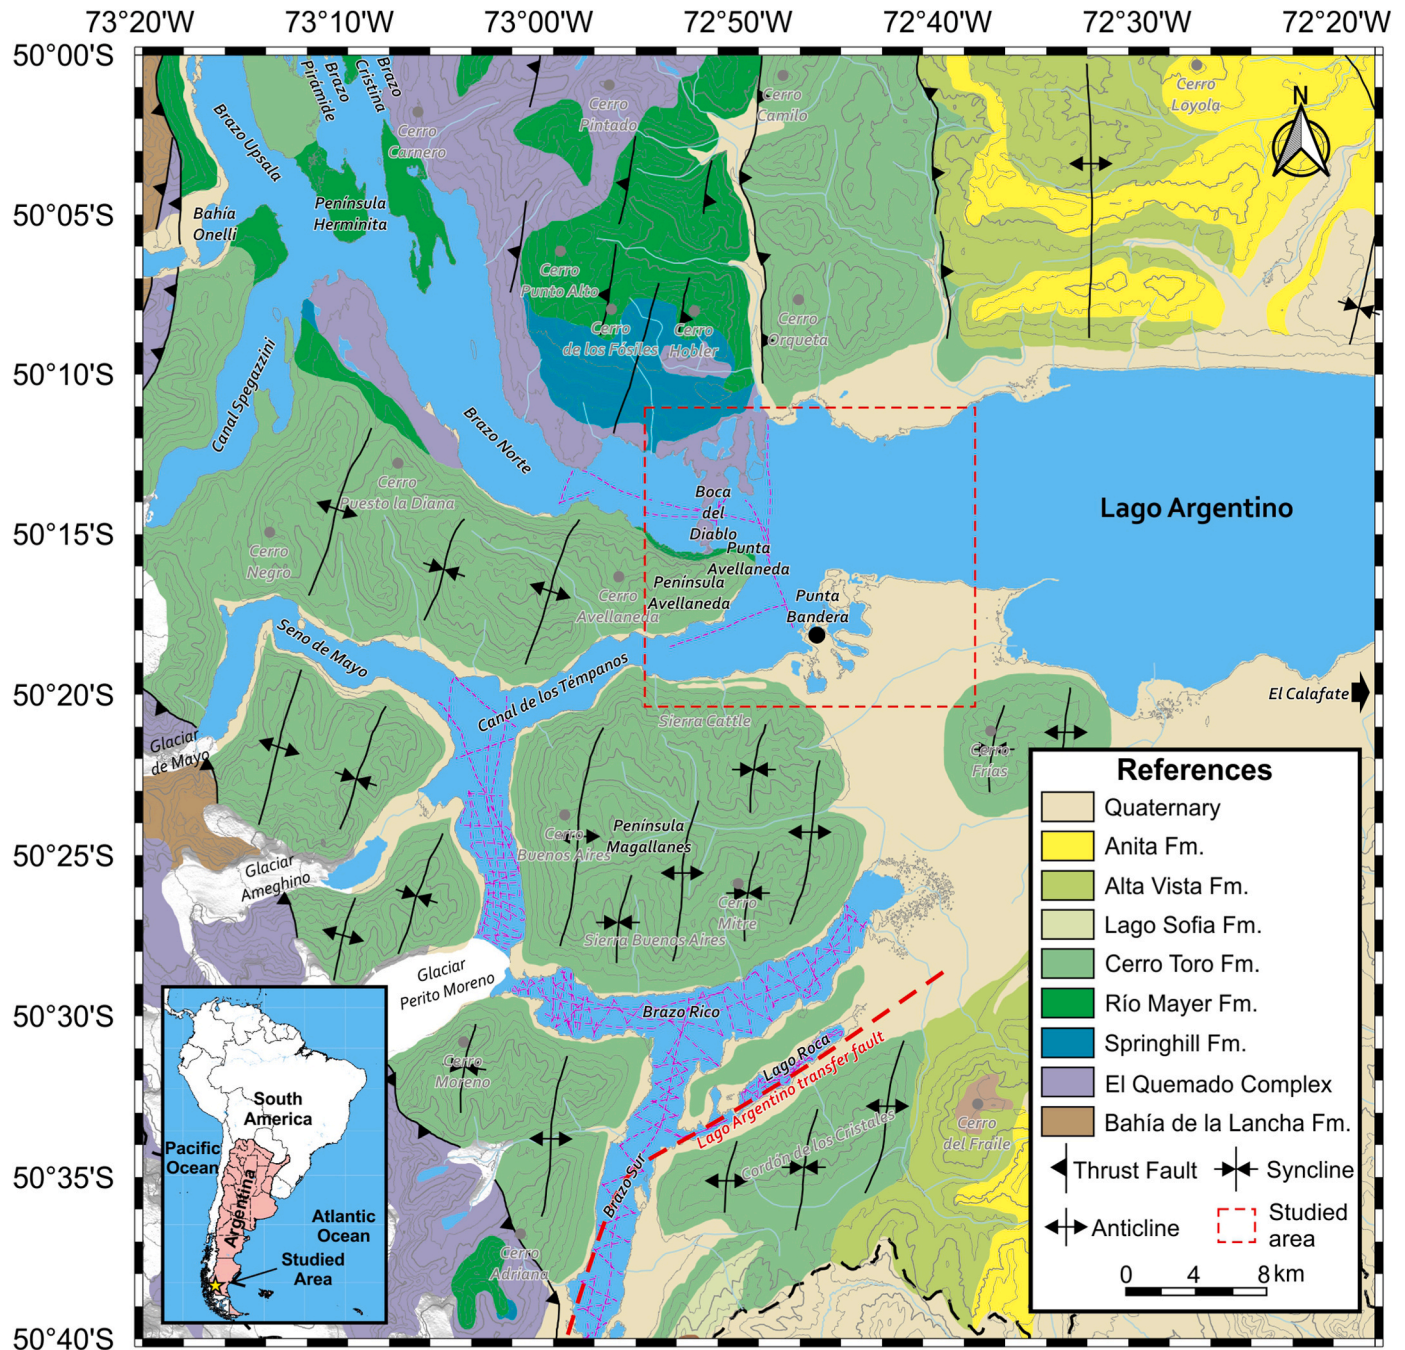 73°20'W
73°10'W
73°00'W
72°50'W
72°40'W
72°30'W
72°20'W
50°00'S
50°05'S
50°10'S
50°15'S
50°20'S
50°25'S
50°30'S
50°35'S
50°40'S
Brazo Upsala
Brazo
Pirámide
Brazo
Cristina
Cerro
Carnero
Cerro
Pintado
Cerro
Camilo
Cerro
Loyola
N
Bahía
Onelli
Península
Herminita
Cerro
Punto Alto
Cerro
de los Fósiles
Cerro
Hobler
Cerro
Orqueta
Canal Spegazzini
Brazo Norte
Cerro
Puesto la Diana
Boca
del
Diablo
Lago Argentino
Cerro
Negro
Punta
Avellaneda
Península
Avellaneda
Cerro
Avellaneda
Punta
Bandera
Seno de Mayo
Canal de los Témpanos
El Calafate
Sierra Cattle
Glaciar
de Mayo
Cerro
Frías
Península
Magallanes
Cerro
Buenos Aires
Glaciar
Ameghino
Cerro
Mitre
Sierra Buenos Aires
Glaciar
Perito Moreno
Brazo Rico
Lago Roca
Lago Argentino transfer fault
Cerro
Moreno
Cordón de los Cristales
Cerro
del Fraile
Brazo Sur
Cerro
Adriana
References
Quaternary
Anita Fm.
Alta Vista Fm.
Lago Sofia Fm.
Cerro Toro Fm.
Río Mayer Fm.
Springhill Fm.
El Quemado Complex
Bahía de la Lancha Fm.
Thrust Fault
Syncline
Anticline
Studied
area
0 4 8 km
South
America
Pacific
Ocean
Argentina
Atlantic
Ocean
Studied
Area